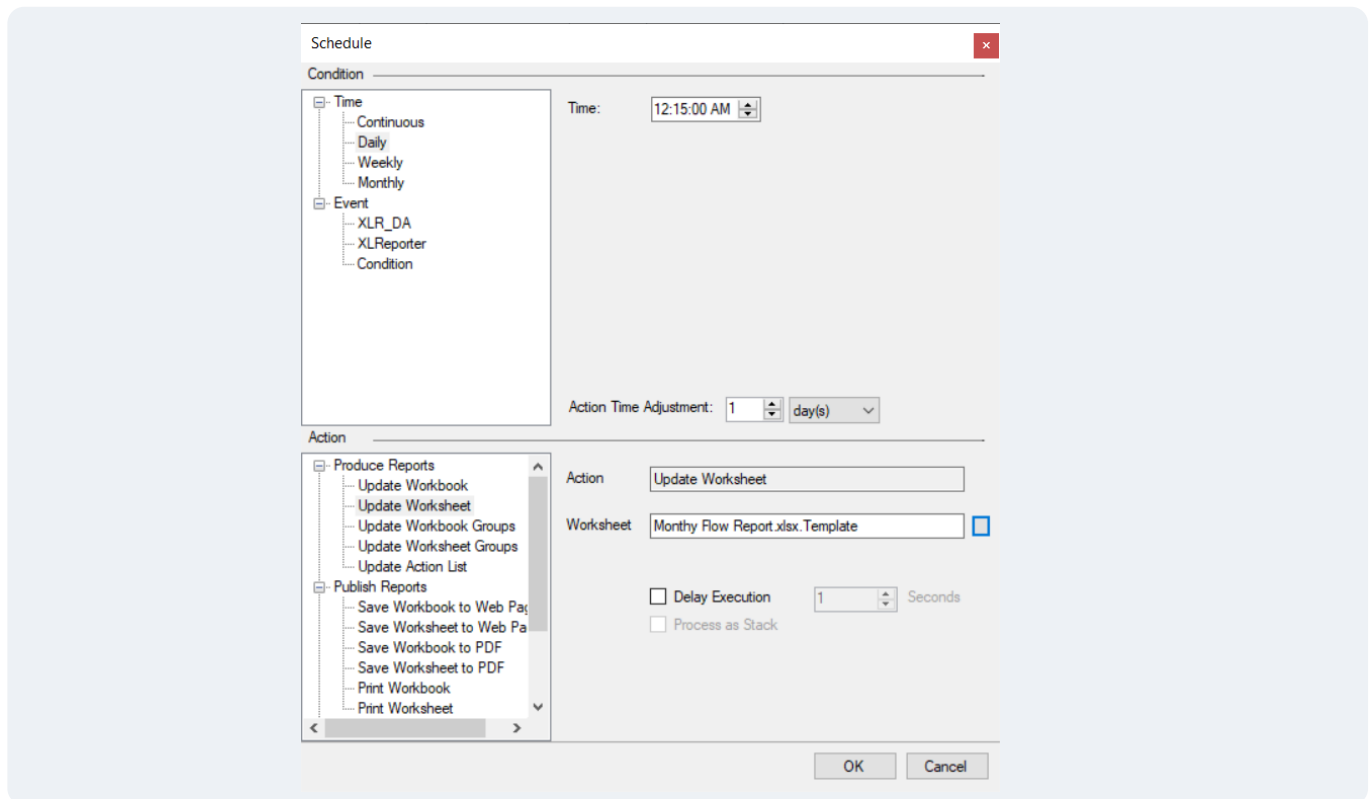 Schedule
Condition
Time
Continuous
Daily
Weekly
Monthly
Event
XLR_DA
XLReporter
Condition
Time: 12:15:00 AM
Action Time Adjustment: 1 day(s)
Action
Produce Reports
Update Workbook
Update Worksheet
Update Workbook Groups
Update Worksheet Groups
Update Action List
Publish Reports
Save Workbook to Web Pag
Save Worksheet to Web Pa
Save Workbook to PDF
Save Worksheet to PDF
Print Workbook
Print Worksheet
Action Update Worksheet
Worksheet Monthy Flow Report.xlsx.Template
Delay Execution 1 Seconds
Process as Stack
OK Cancel